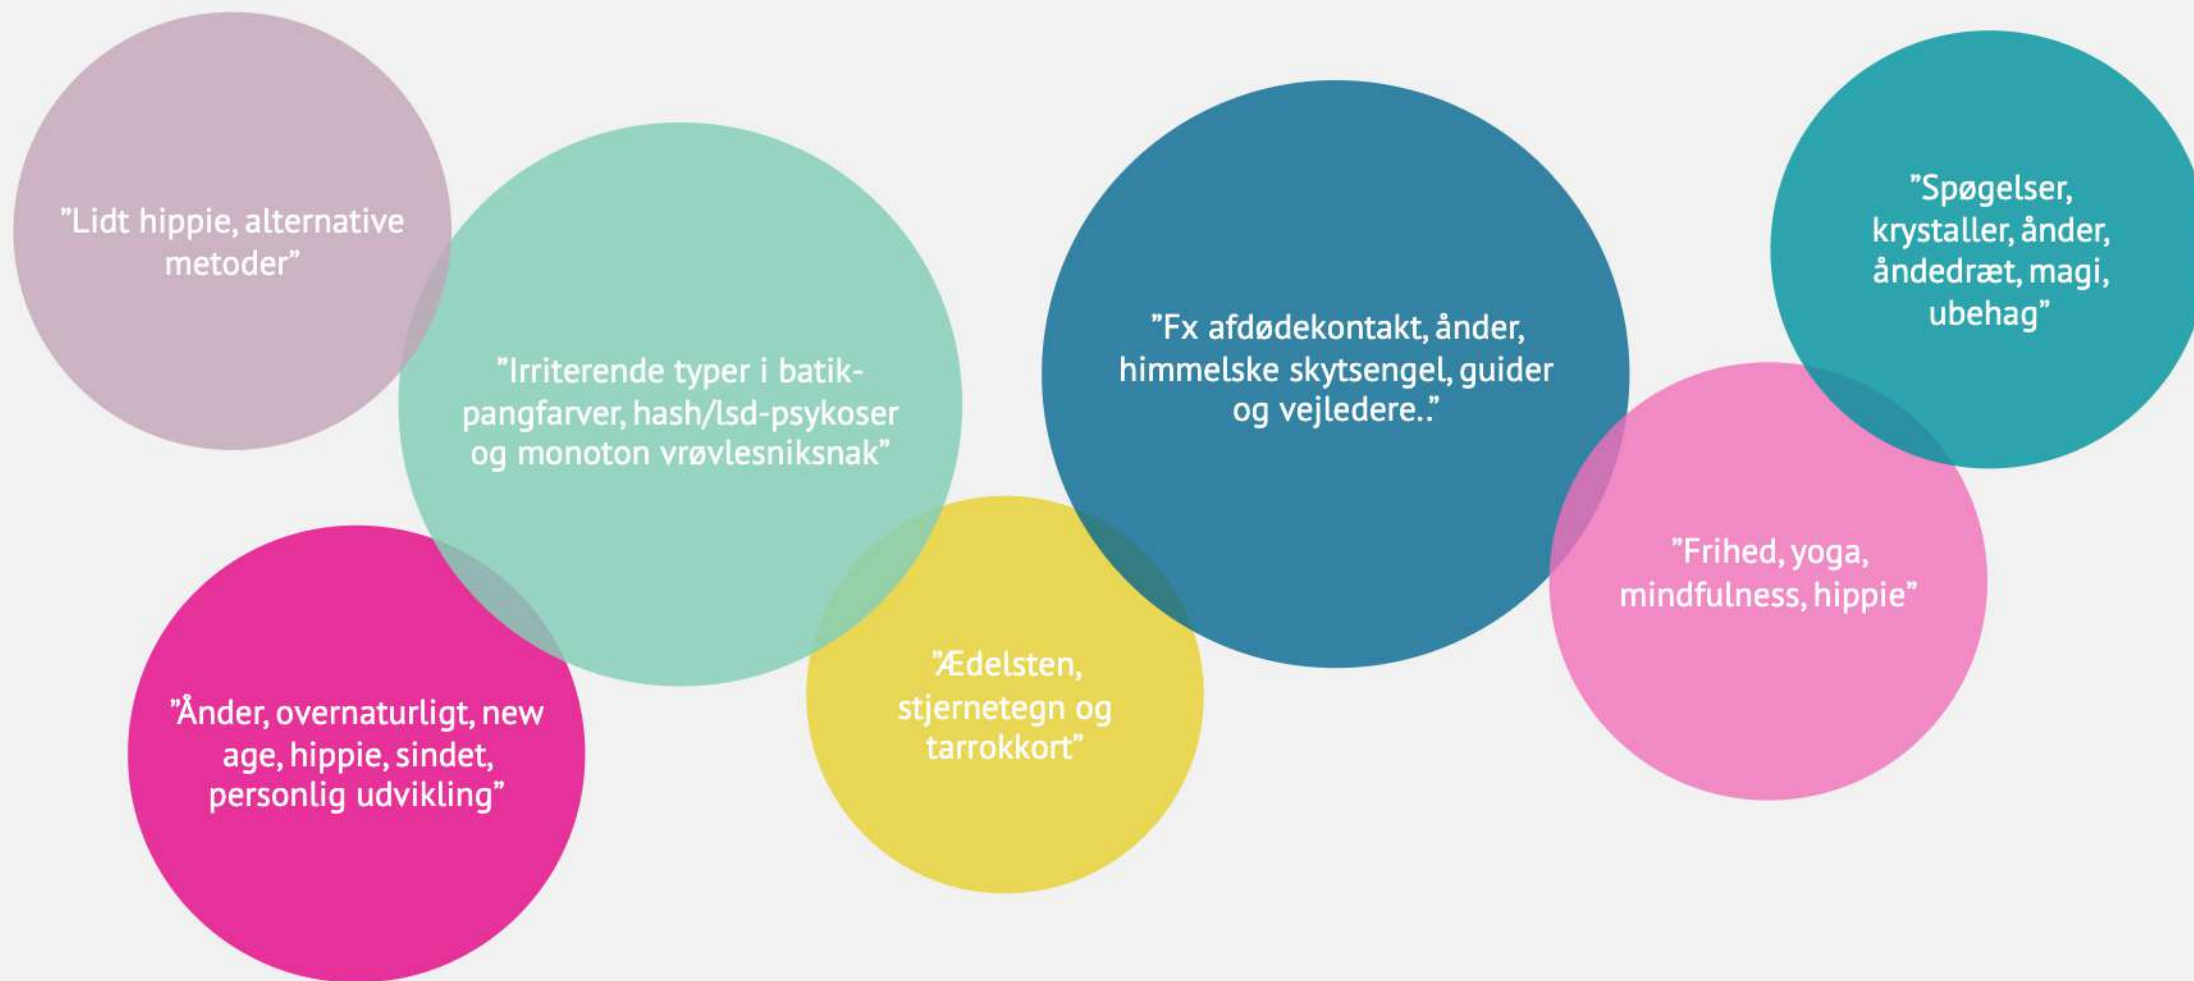 ”Lidt hippie, alternative
metoder”
”Irriterende typer i batik-
pangfarver, hash/lsd-psykoser
og monoton vrøvlesniksnak”
”Fx afdødekontakt, ånder,
himmelske skytsengel, guider
og vejledere..”
”Spøgelser,
krystaller, ånder,
åndedræt, magi,
ubehag”
”Ånder, overnaturligt, new
age, hippie, sindet,
personlig udvikling”
”Ædelsten,
stjernetegn og
tarrokkort”
”Frihed, yoga,
mindfulness, hippie”